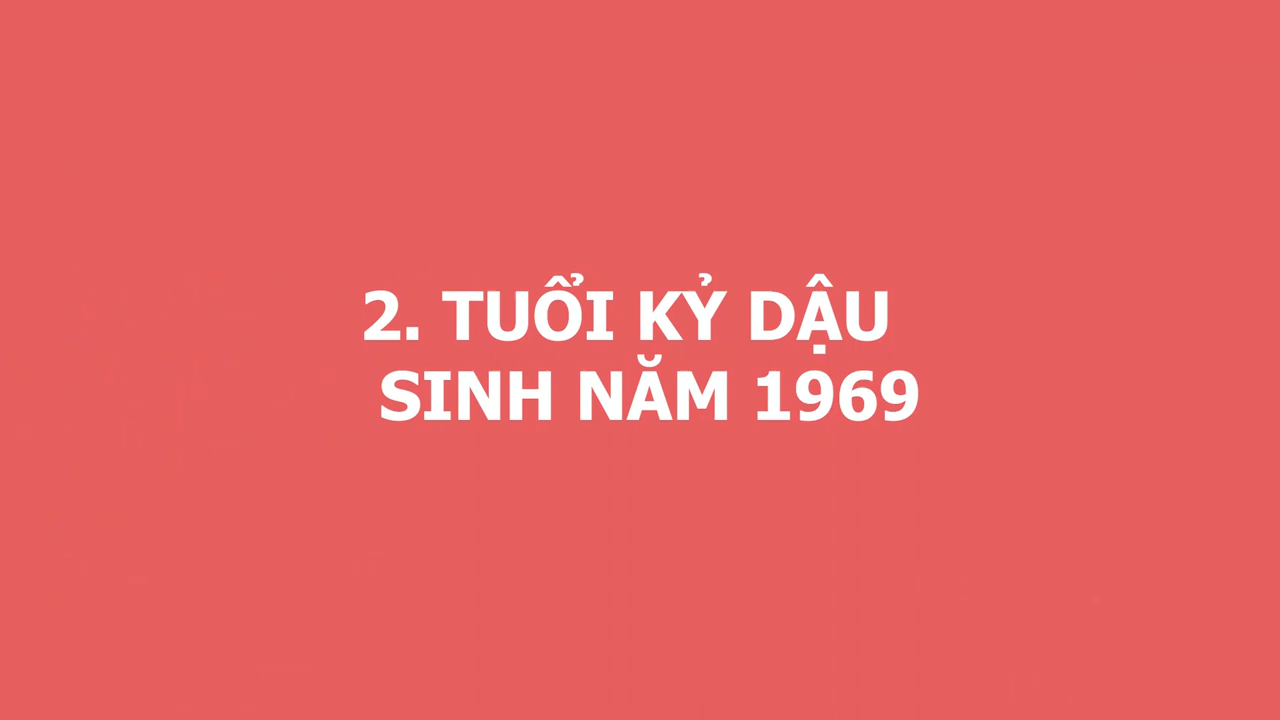 2. TUỔI KỶ DẬU
SINH NĂM 1969